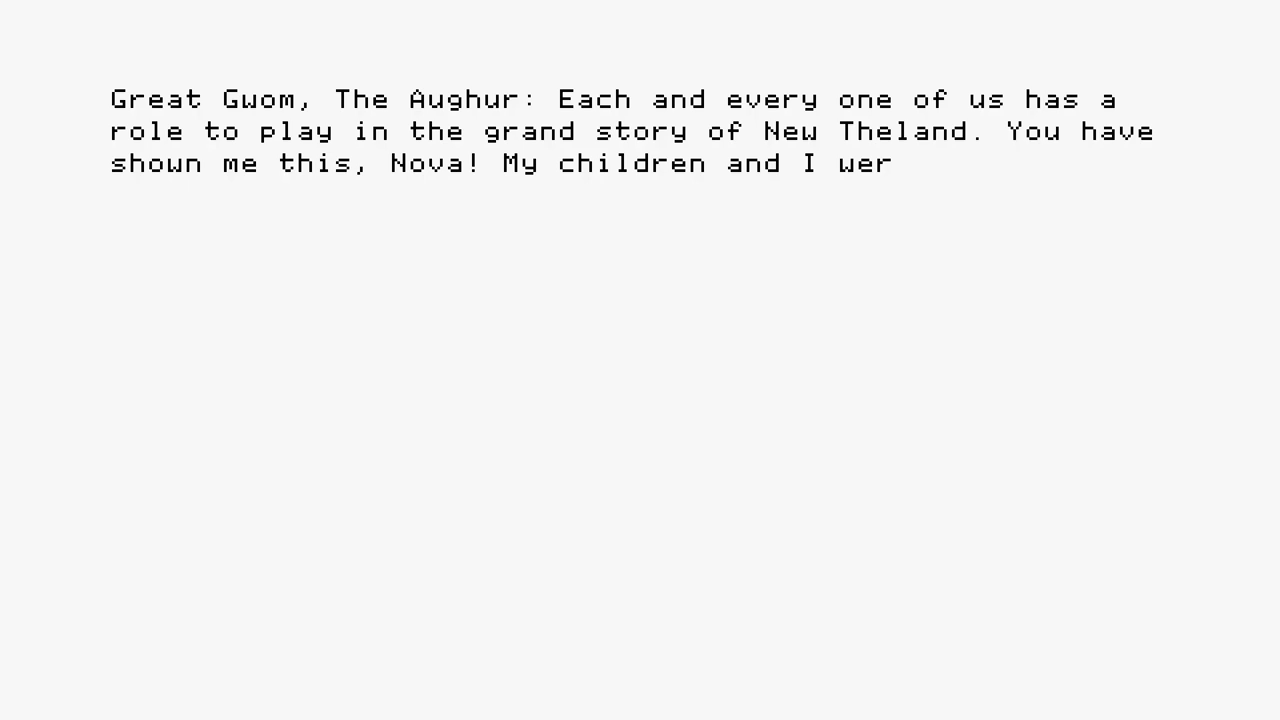 Great Gwom, The Aughur: Each and every one of us has a
role to play in the grand story of New Theland. You have
shown me this, Nova! My children and I wer